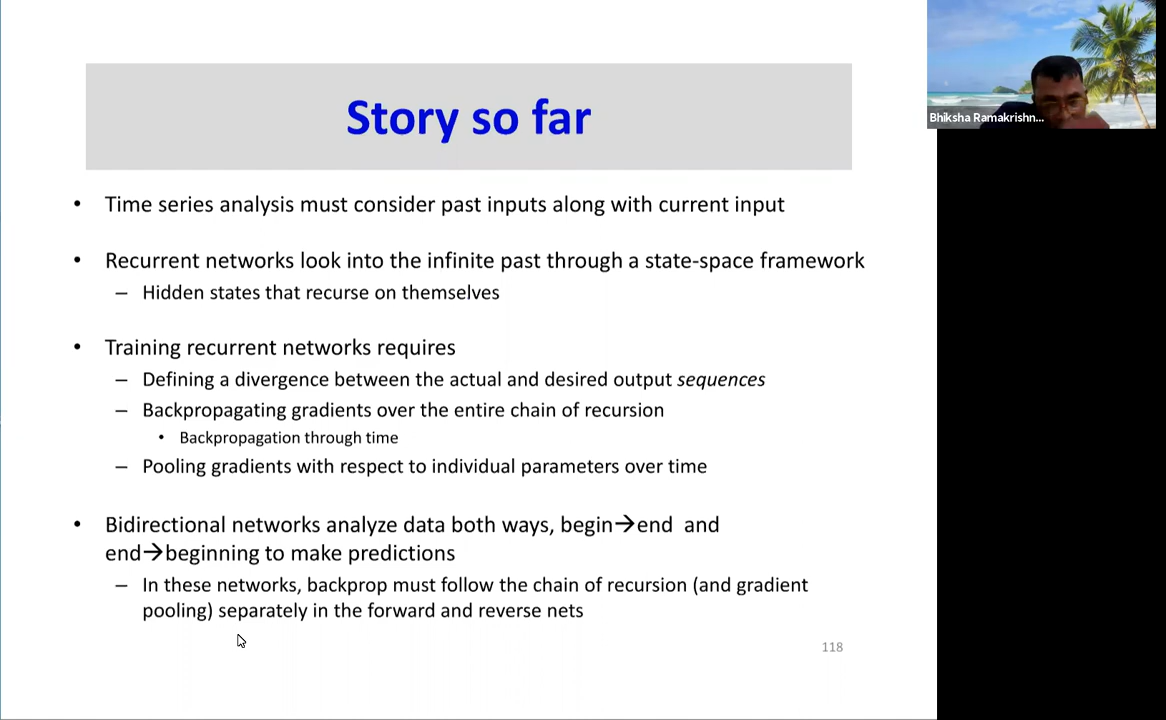 Story so far
Bhiksha Ramakrishn...
• Time series analysis must consider past inputs along with current input
• Recurrent networks look into the infinite past through a state-space framework
– Hidden states that recurse on themselves
• Training recurrent networks requires
– Defining a divergence between the actual and desired output sequences
– Backpropagating gradients over the entire chain of recursion
• Backpropagation through time
– Pooling gradients with respect to individual parameters over time
• Bidirectional networks analyze data both ways, begin→end and
end→beginning to make predictions
– In these networks, backprop must follow the chain of recursion (and gradient
pooling) separately in the forward and reverse nets
118